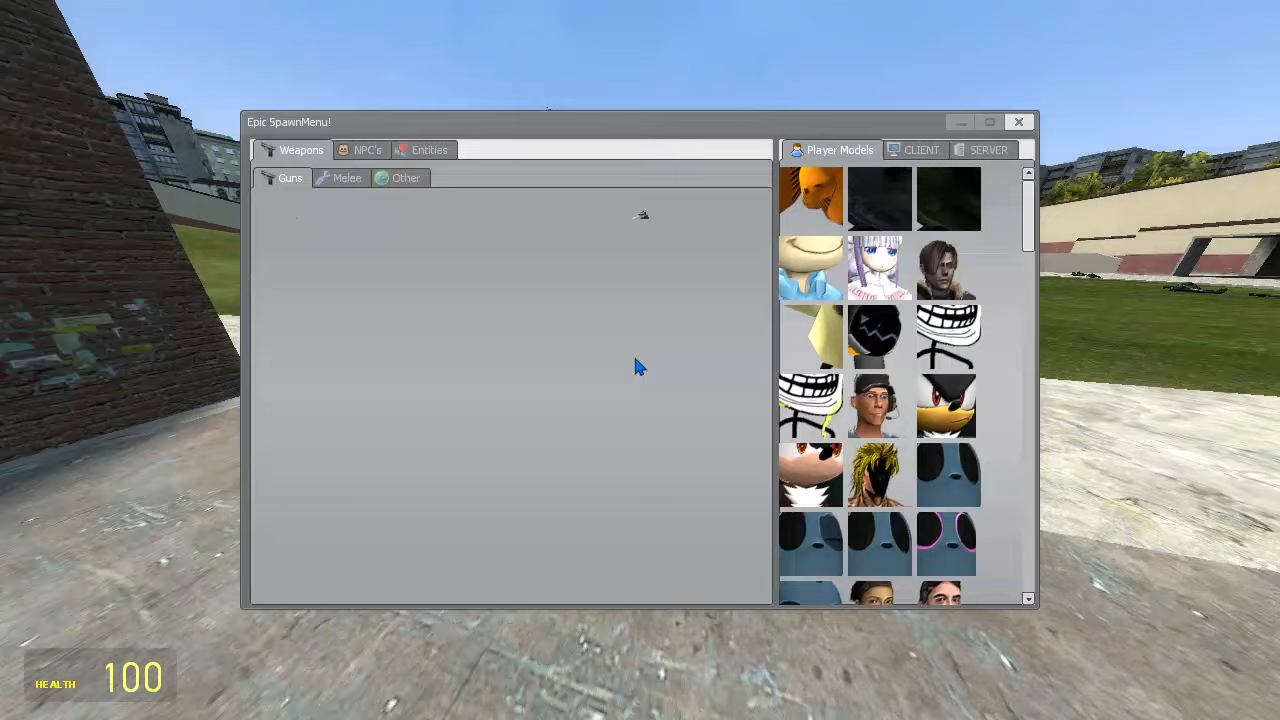 Epic SpawnMenu!
Weapons NPC's Entities
Player Models CLIENT SERVER
Guns Melee Other
HEALTH 100